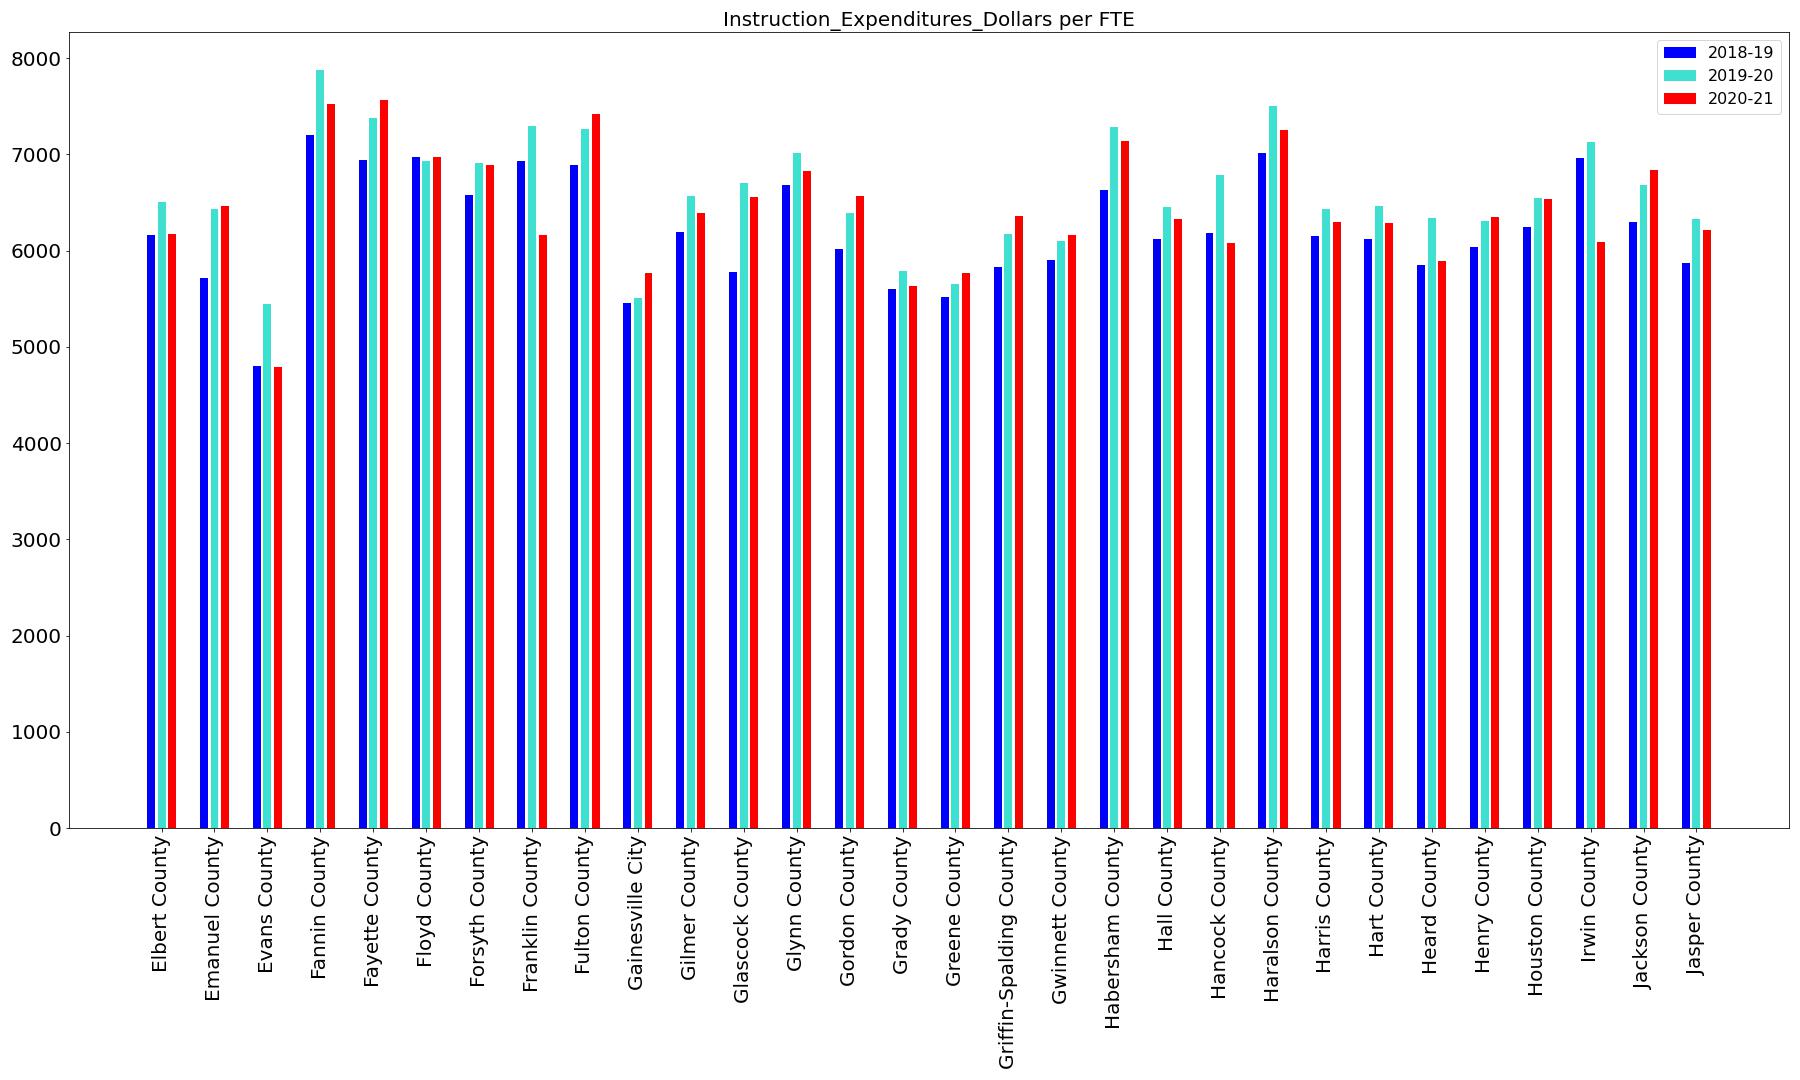 Instruction_Expenditures_Dollars per FTE
2018-19
2019-20
2020-21
8000
7000
6000
5000
4000
3000
2000
1000
0
Elbert County
Emanuel County
Evans County
Fannin County
Fayette County
Floyd County
Forsyth County
Franklin County
Fulton County
Gainesville City
Gilmer County
Glascock County
Glynn County
Gordon County
Grady County
Greene County
Griffin-Spalding County
Gwinnett County
Habersham County
Hall County
Hancock County
Haralson County
Harris County
Hart County
Heard County
Henry County
Houston County
Irwin County
Jackson County
Jasper County